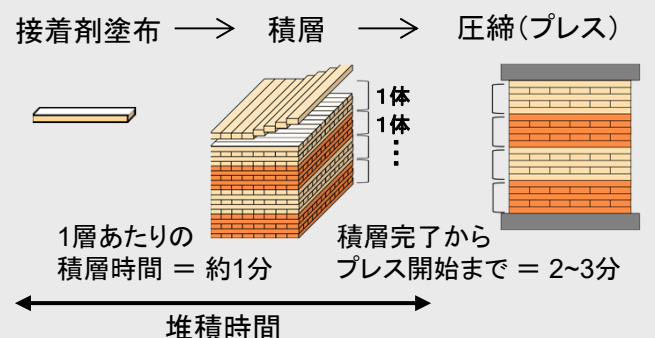 接着剤塗布 → 積層 → 圧締(プレス)
1体
1体
⋮
1層あたりの
積層時間 = 約1分
積層完了から
プレス開始まで = 2~3分
堆積時間